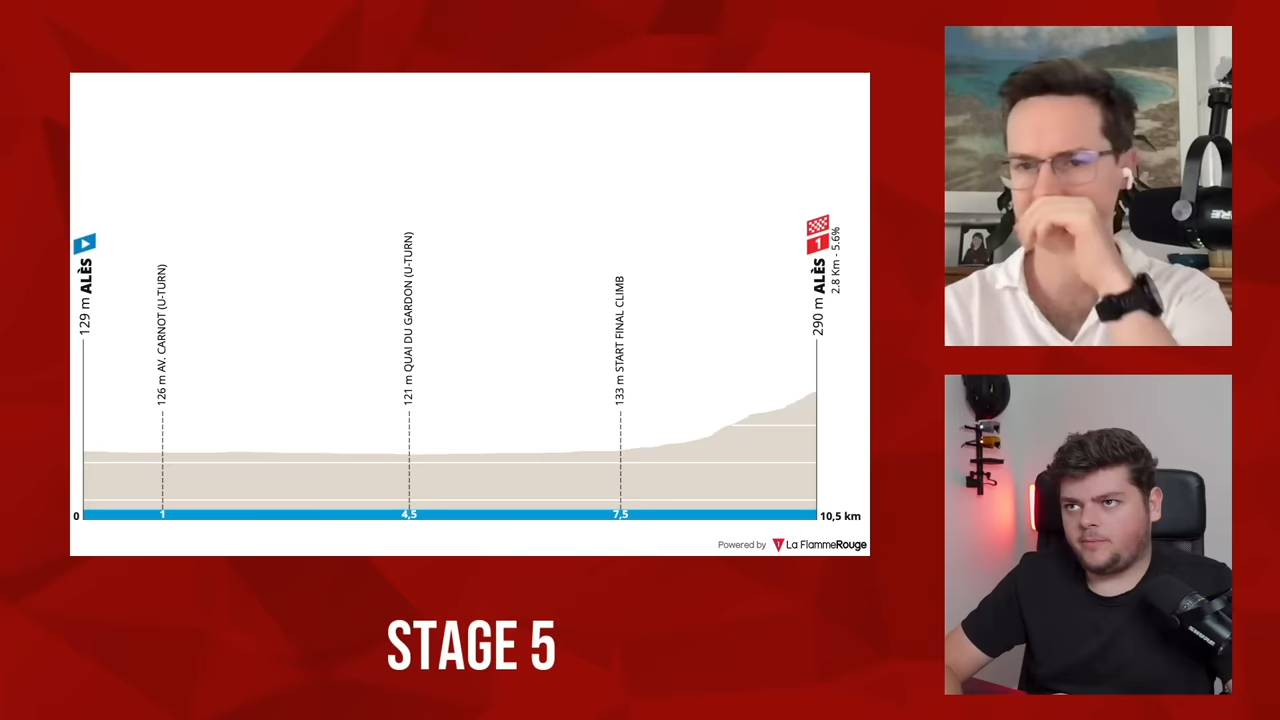 129 m ALÈS
126 m AV. CARNOT (U-TURN)
121 m QUAI DU GARDON (U-TURN)
133 m START FINAL CLIMB
290 m ALÈS 1
2.8 Km - 5.6%
0
1
4,5
7,5
10,5 km
Powered by La FlammeRouge
STAGE 5